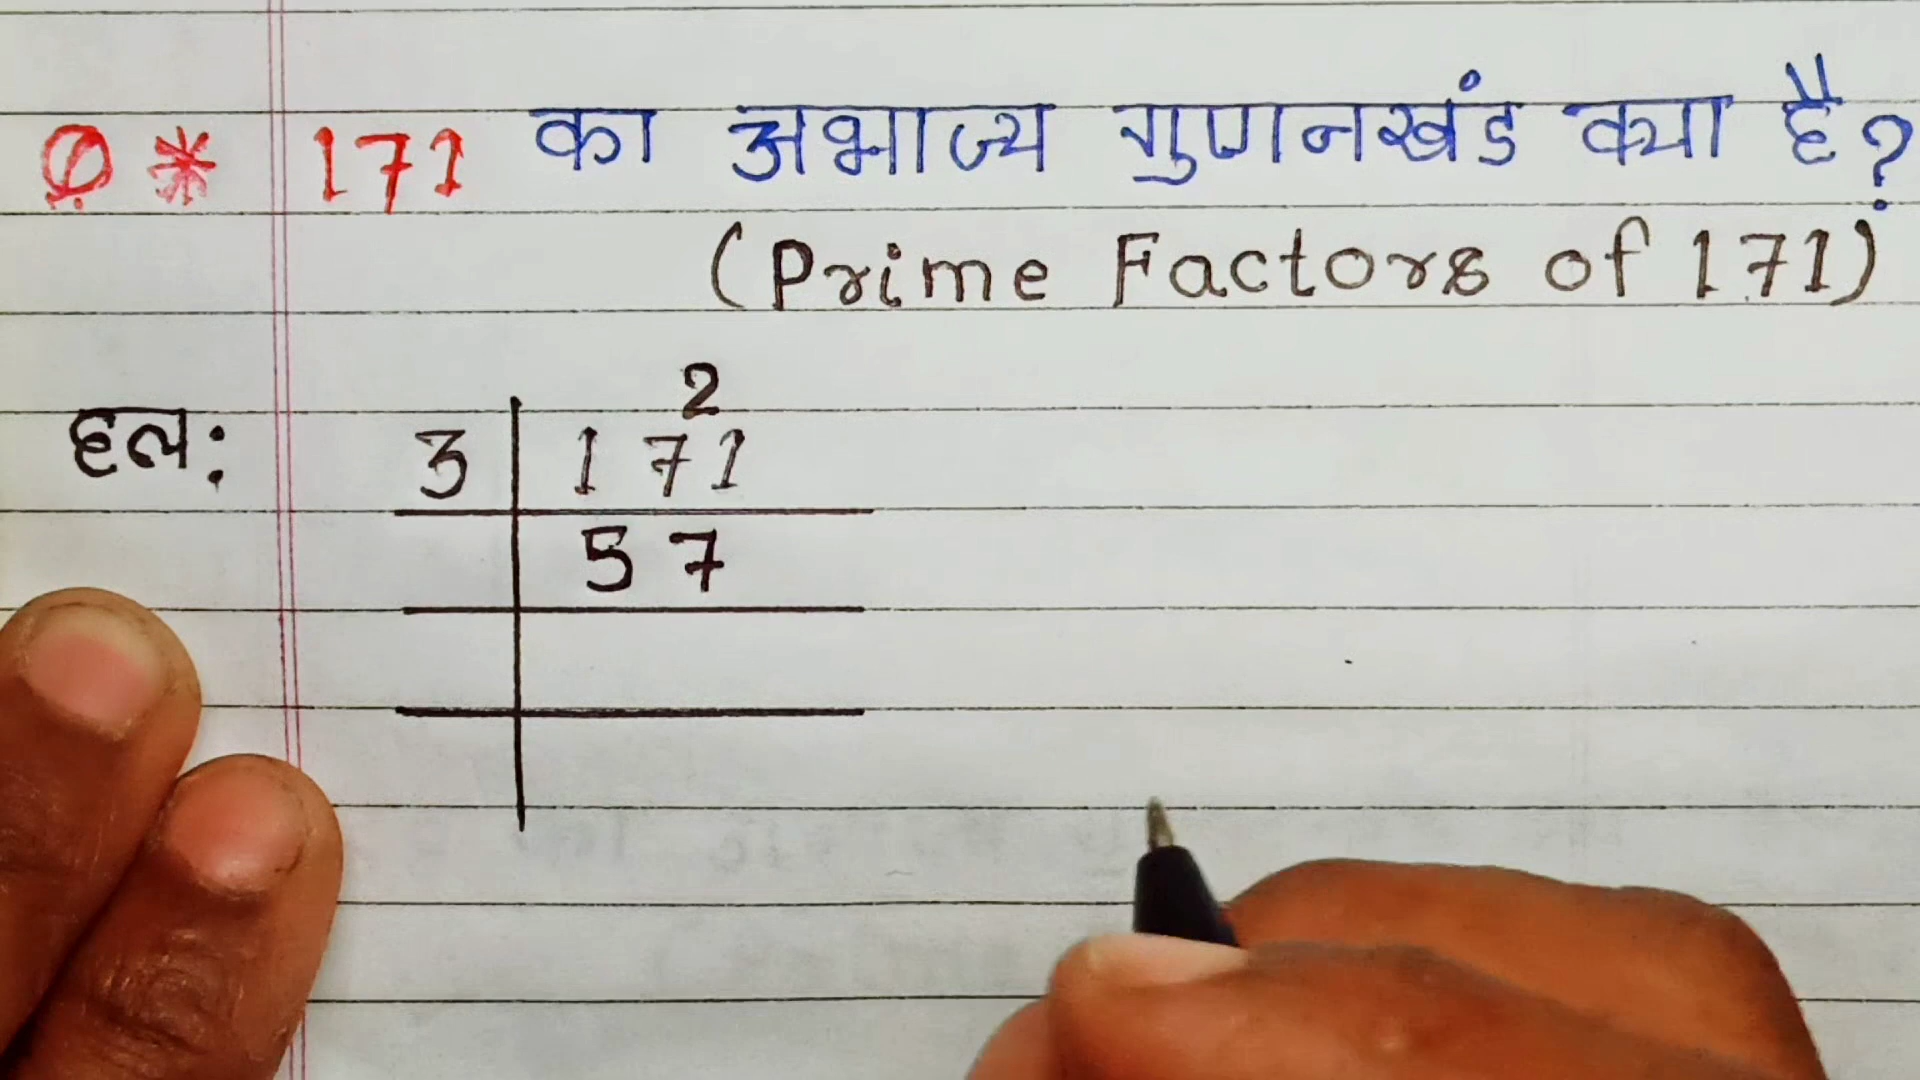 Q * 171 का अभाज्य गुणनखंड क्या है?
(Prime Factors of 171)
2
हल: 3 171
57